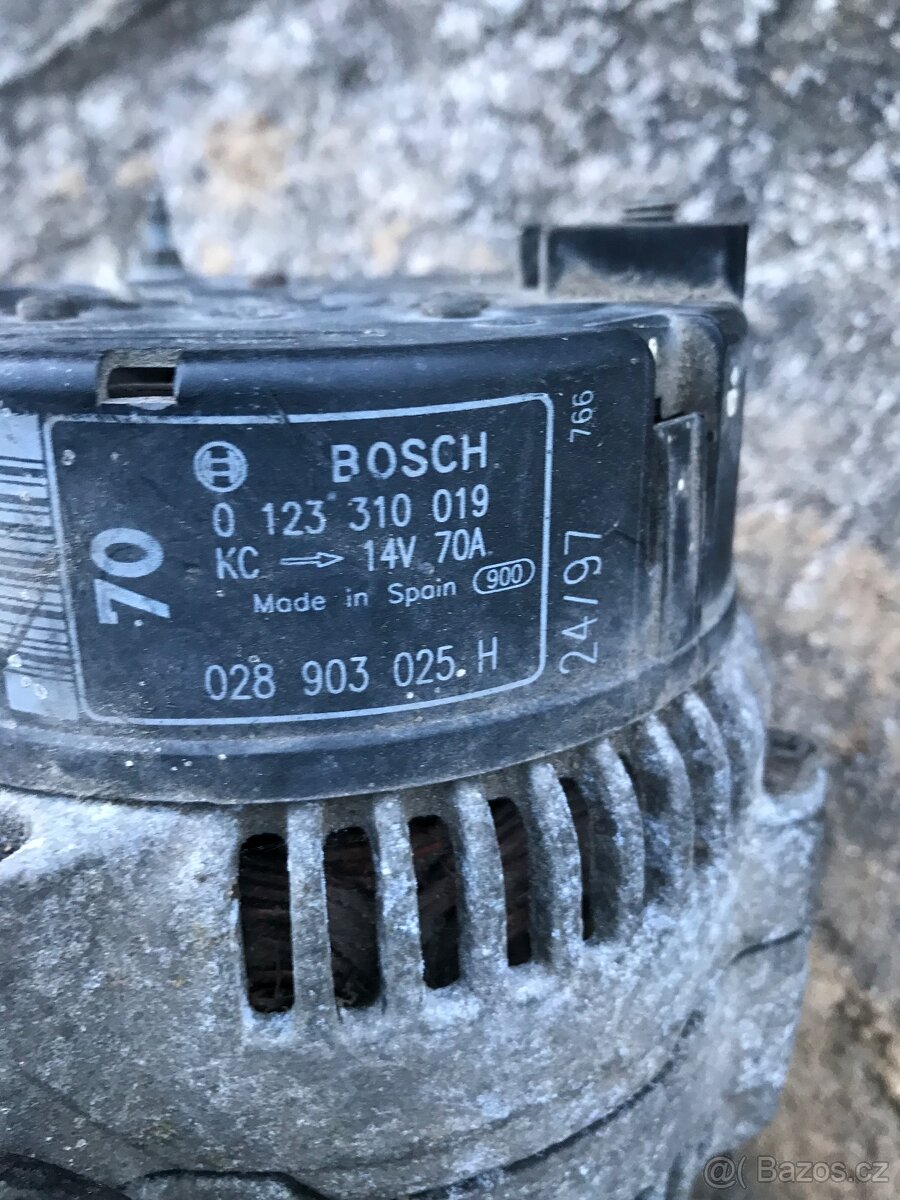 BOSCH
0 123 310 019
KC → 14V 70A
Made in Spain 900
028 903 025 H
70
24/97
766
@( Bazos.cz